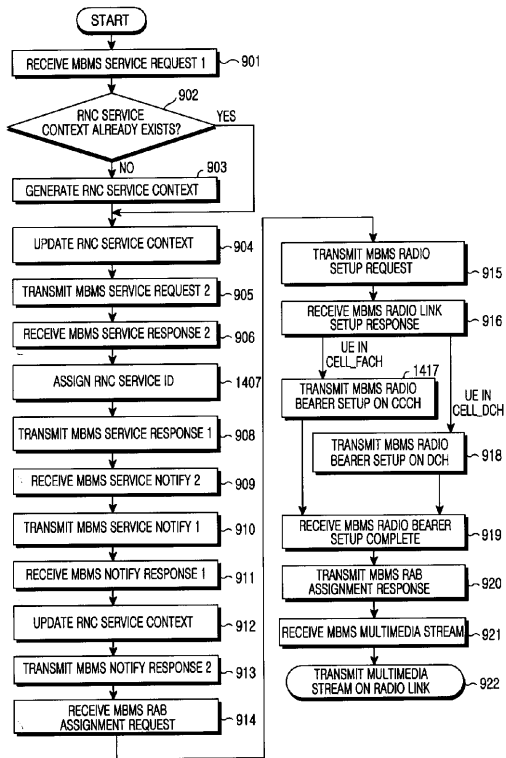 START
RECEIVE MBMS SERVICE REQUEST 1
901
902
RNC SERVICE
CONTEXT ALREADY EXISTS?
YES
NO
903
GENERATE RNC SERVICE CONTEXT
UPDATE RNC SERVICE CONTEXT
904
TRANSMIT MBMS SERVICE REQUEST 2
905
RECEIVE MBMS SERVICE RESPONSE 2
906
ASSIGN RNC SERVICE ID
1407
TRANSMIT MBMS SERVICE RESPONSE 1
908
RECEIVE MBMS SERVICE NOTIFY 2
909
TRANSMIT MBMS SERVICE NOTIFY 1
910
RECEIVE MBMS NOTIFY RESPONSE 1
911
UPDATE RNC SERVICE CONTEXT
912
TRANSMIT MBMS NOTIFY RESPONSE 2
913
RECEIVE MBMS RAB
ASSIGNMENT REQUEST
914
TRANSMIT MBMS RADIO
SETUP REQUEST
915
RECEIVE MBMS RADIO LINK
SETUP RESPONSE
916
UE IN
CELL_FACH
1417
TRANSMIT MBMS RADIO
BEARER SETUP ON CCCH
UE IN
CELL_DCH
TRANSMIT MBMS RADIO
BEARER SETUP ON DCH
918
RECEIVE MBMS RADIO BEARER
SETUP COMPLETE
919
TRANSMIT MBMS RAB
ASSIGNMENT RESPONSE
920
RECEIVE MBMS MULTIMEDIA STREAM
921
TRANSMIT MULTIMEDIA
STREAM ON RADIO LINK
922